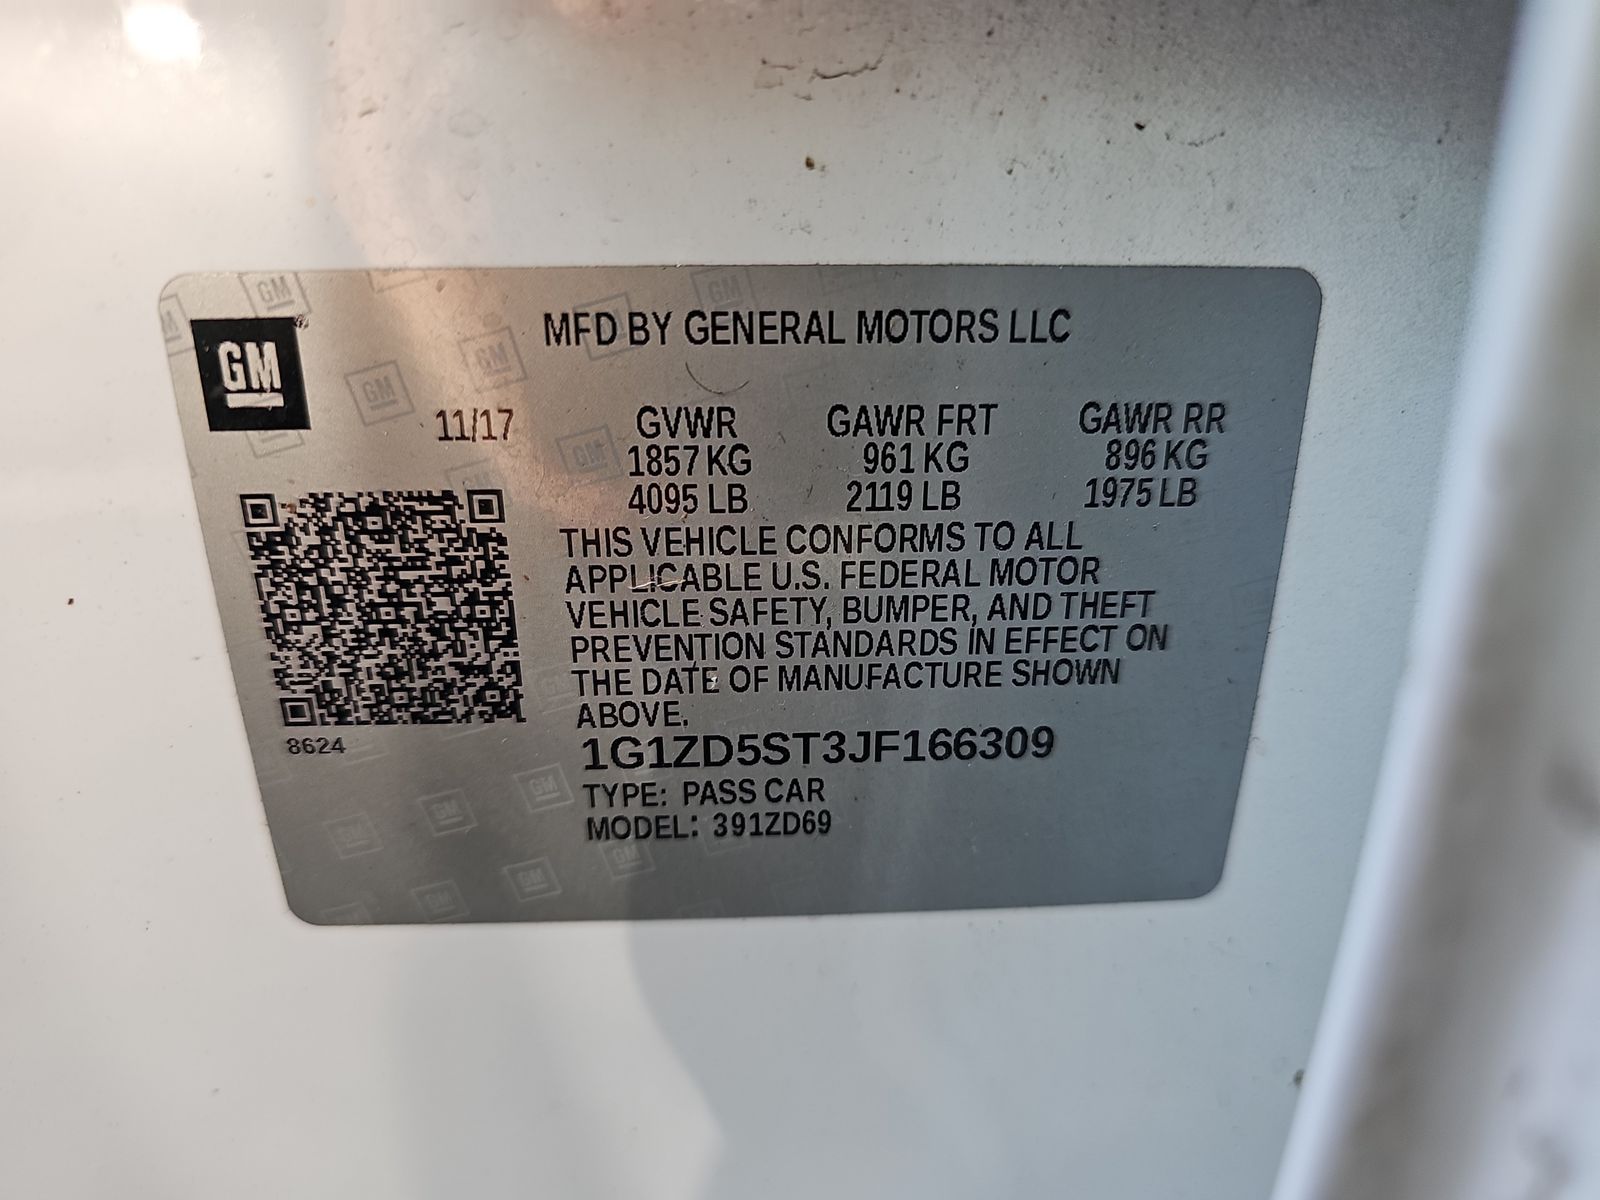 GM
MFD BY GENERAL MOTORS LLC
11/17 GVWR GAWR FRT GAWR RR
1857 KG 961 KG 896 KG
4095 LB 2119 LB 1975 LB
THIS VEHICLE CONFORMS TO ALL
APPLICABLE U.S. FEDERAL MOTOR
VEHICLE SAFETY, BUMPER, AND THEFT
PREVENTION STANDARDS IN EFFECT ON
THE DATE OF MANUFACTURE SHOWN
ABOVE.
8624
1G1ZD5ST3JF166309
TYPE: PASS CAR
MODEL: 391ZD69